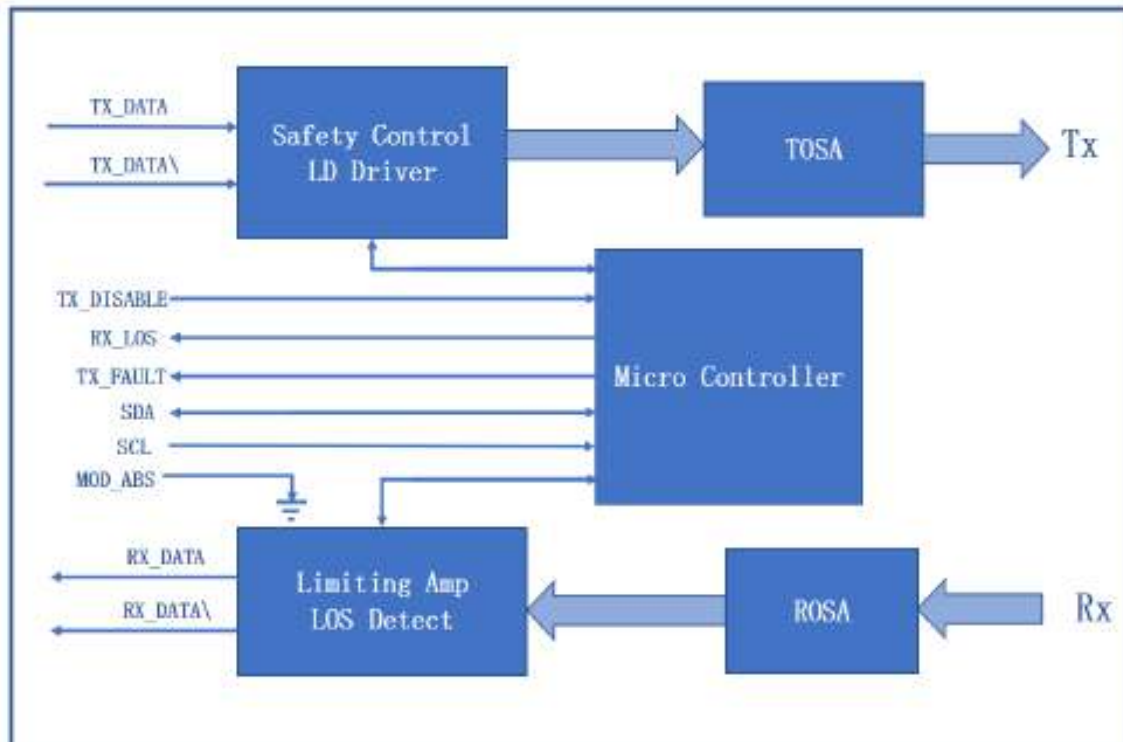 TX_DATA
TX_DATA\
Safety Control
LD Driver
TOSA
Tx
TX_DISABLE
RX_LOS
TX_FAULT
SDA
SCL
MOD_ABS
Micro Controller
RX_DATA
RX_DATA\
Limiting Amp
LOS Detect
ROSA
Rx